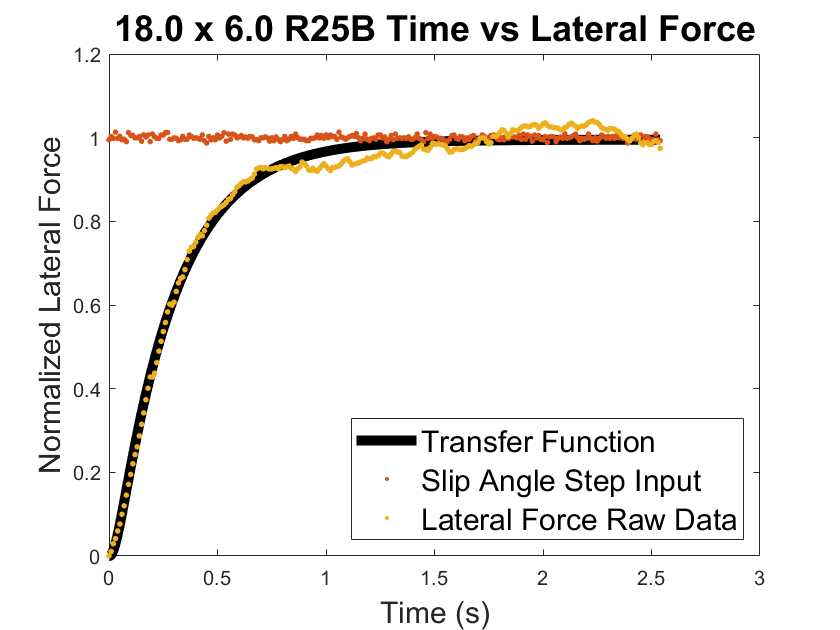 18.0 x 6.0 R25B Time vs Lateral Force
1.2
1
0.8
0.6
0.4
0.2
0
Normalized Lateral Force
Transfer Function
Slip Angle Step Input
Lateral Force Raw Data
0 0.5 1 1.5 2 2.5 3
Time (s)